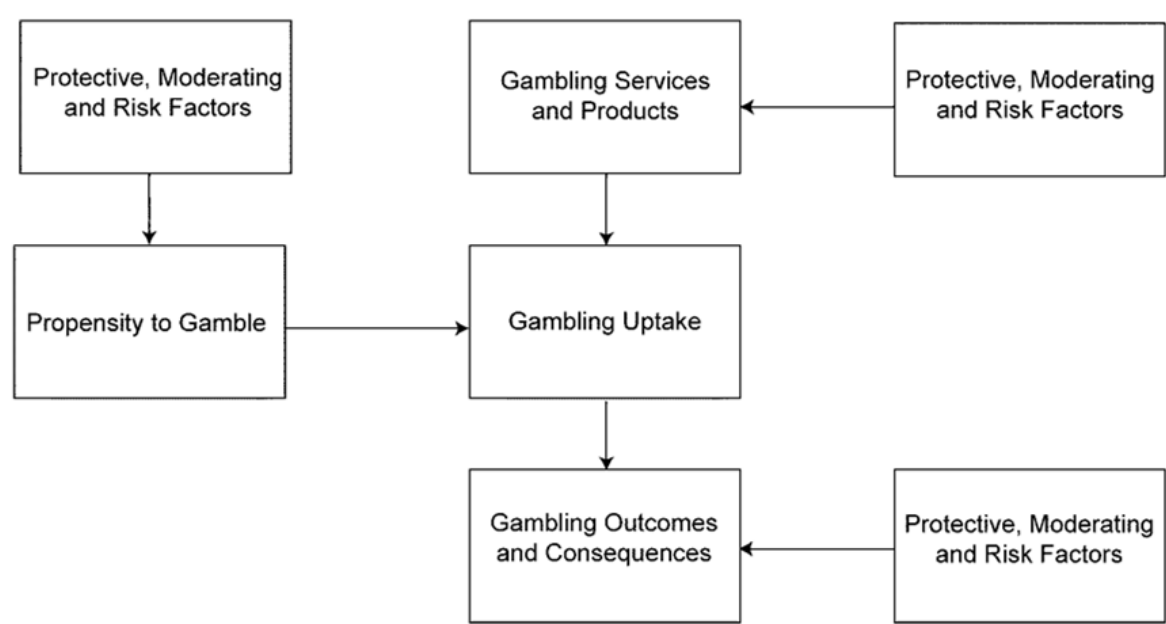 Protective, Moderating
and Risk Factors
Gambling Services
and Products
Protective, Moderating
and Risk Factors
Propensity to Gamble
Gambling Uptake
Gambling Outcomes
and Consequences
Protective, Moderating
and Risk Factors